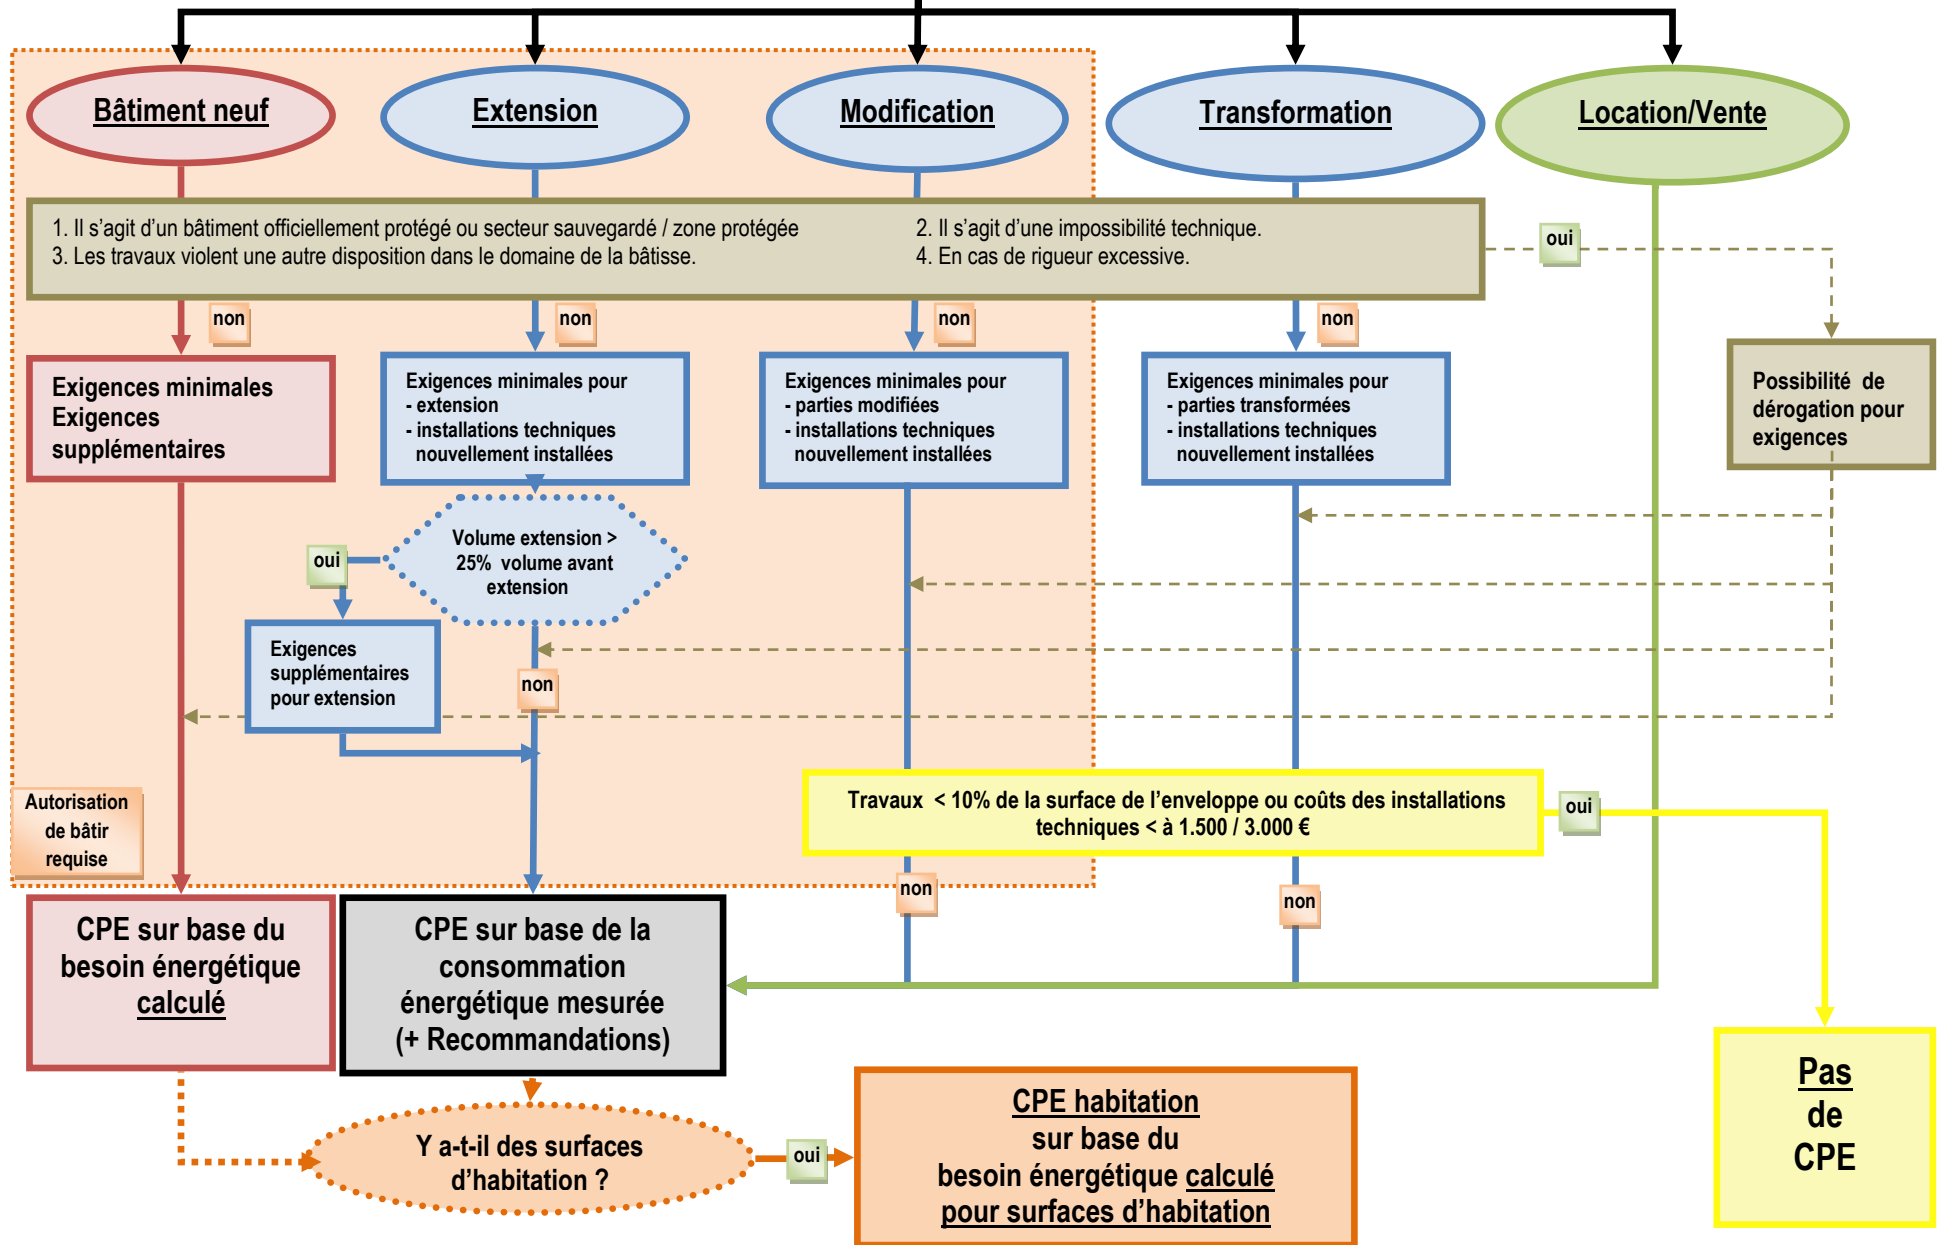 Bâtiment neuf
Extension
Modification
Transformation
Location/Vente
1. Il s’agit d’un bâtiment officiellement protégé ou secteur sauvegardé / zone protégée
2. Il s’agit d’une impossibilité technique.
3. Les travaux violent une autre disposition dans le domaine de la bâtisse.
4. En cas de rigueur excessive.
oui
non
non
non
non
Exigences minimales
Exigences
supplémentaires
Exigences minimales pour
- extension
- installations techniques
nouvellement installées
Exigences minimales pour
- parties modifiées
- installations techniques
nouvellement installées
Exigences minimales pour
- parties transformées
- installations techniques
nouvellement installées
Possibilité de
dérogation pour
exigences
Volume extension >
25% volume avant
extension
oui
Exigences
supplémentaires
pour extension
non
Autorisation
de bâtir
requise
Travaux < 10% de la surface de l’enveloppe ou coûts des installations
techniques < à 1.500 / 3.000 €
oui
non
non
CPE sur base du
besoin énergétique
calculé
CPE sur base de la
consommation
énergétique mesurée
(+ Recommandations)
Y a-t-il des surfaces
d’habitation ?
oui
CPE habitation
sur base du
besoin énergétique calculé
pour surfaces d’habitation
Pas
de
CPE